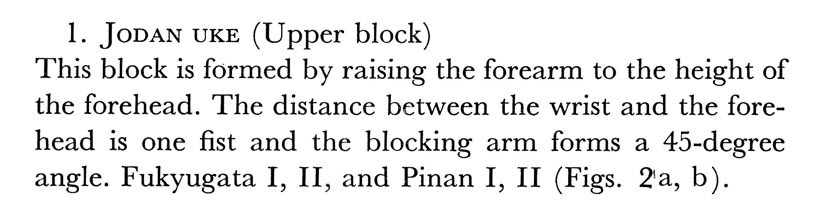 1. JODAN UKE (Upper block)
This block is formed by raising the forearm to the height of
the forehead. The distance between the wrist and the fore-
head is one fist and the blocking arm forms a 45-degree
angle. Fukyugata I, II, and Pinan I, II (Figs. 2a, b).